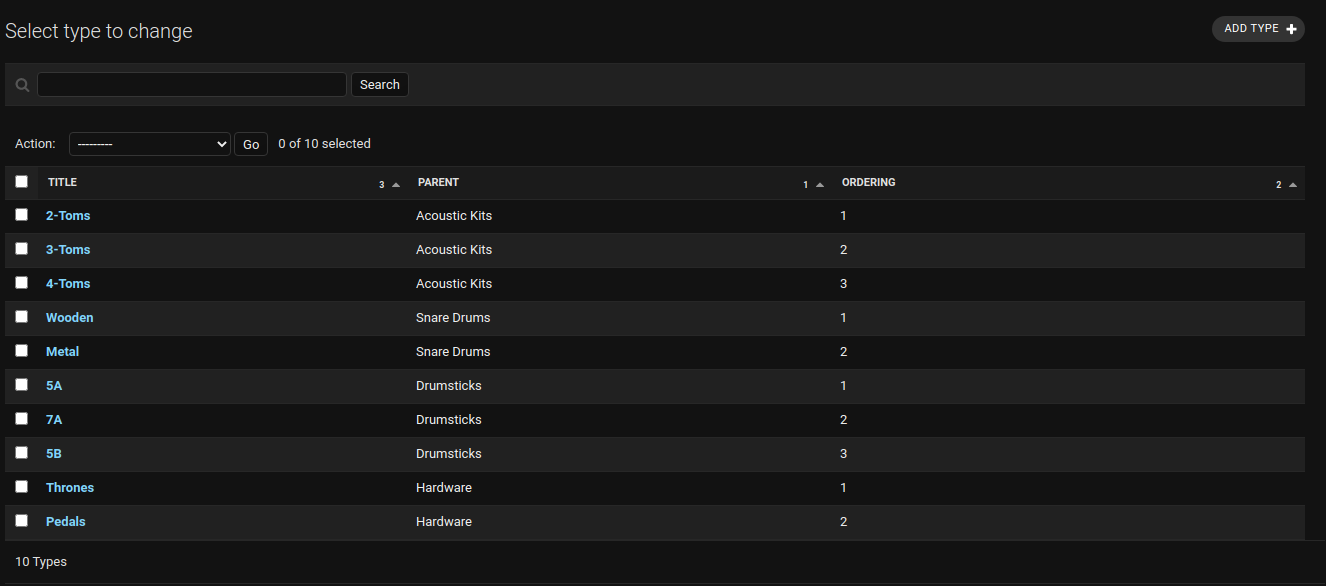 Select type to change
ADD TYPE
Search
Action: --------- Go 0 of 10 selected
TITLE 3 PARENT 1 ORDERING 2
2-Toms Acoustic Kits 1
3-Toms Acoustic Kits 2
4-Toms Acoustic Kits 3
Wooden Snare Drums 1
Metal Snare Drums 2
5A Drumsticks 1
7A Drumsticks 2
5B Drumsticks 3
Thrones Hardware 1
Pedals Hardware 2
10 Types